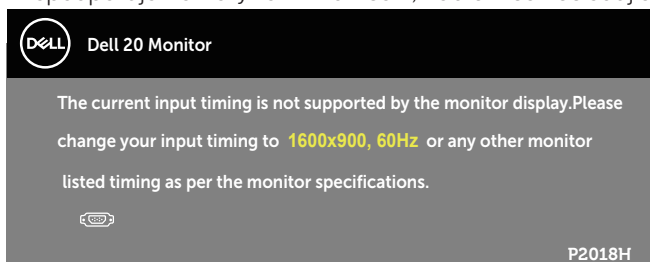 DELL Dell 20 Monitor
The current input timing is not supported by the monitor display.Please
change your input timing to 1600x900, 60Hz or any other monitor
listed timing as per the monitor specifications.
P2018H